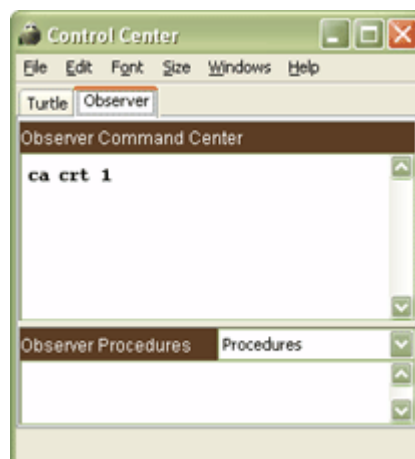 Control Center
File Edit Font Size Windows Help
Turtle Observer
Observer Command Center
ca crt 1
Observer Procedures Procedures